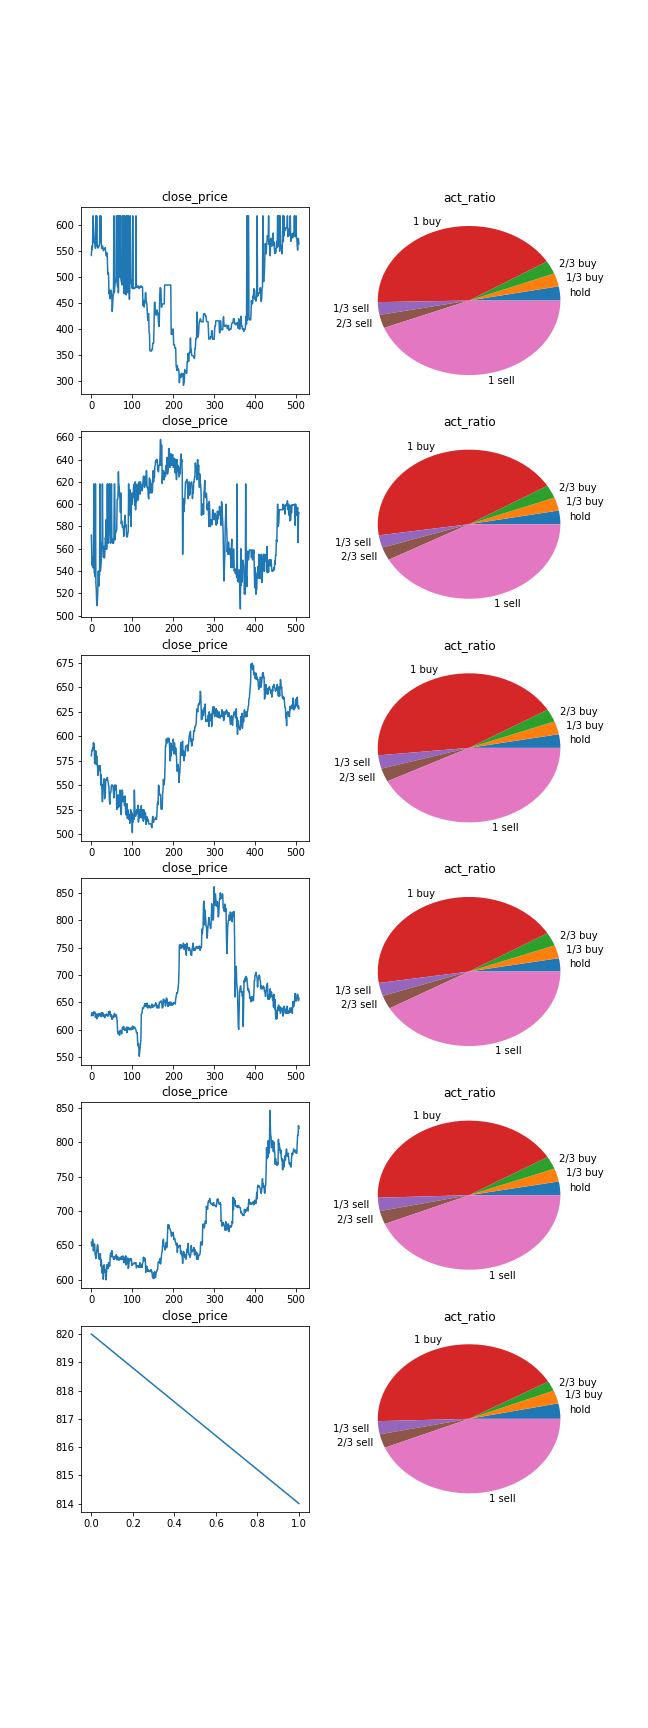 close_price
act_ratio
600
550
500
450
400
350
300
0
100
200
300
400
500
1 buy
2/3 buy
1/3 buy
hold
1/3 sell
2/3 sell
1 sell
close_price
act_ratio
660
640
620
600
580
560
540
520
500
0
100
200
300
400
500
1 buy
2/3 buy
1/3 buy
hold
1/3 sell
2/3 sell
1 sell
close_price
act_ratio
675
650
625
600
575
550
525
500
0
100
200
300
400
500
1 buy
2/3 buy
1/3 buy
hold
1/3 sell
2/3 sell
1 sell
close_price
act_ratio
850
800
750
700
650
600
550
0
100
200
300
400
500
1 buy
2/3 buy
1/3 buy
hold
1/3 sell
2/3 sell
1 sell
close_price
act_ratio
850
800
750
700
650
600
0
100
200
300
400
500
1 buy
2/3 buy
1/3 buy
hold
1/3 sell
2/3 sell
1 sell
close_price
act_ratio
820
819
818
817
816
815
814
0.0
0.2
0.4
0.6
0.8
1.0
1 buy
2/3 buy
1/3 buy
hold
1/3 sell
2/3 sell
1 sell